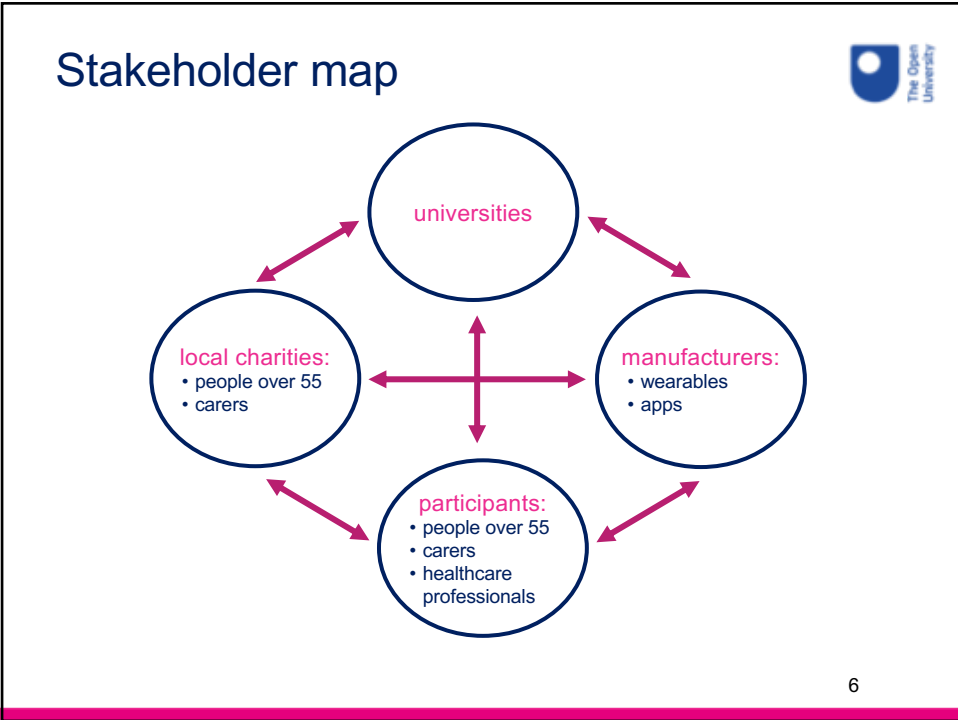 Stakeholder map
The Open
University
universities
local charities:
• people over 55
• carers
manufacturers:
• wearables
• apps
participants:
• people over 55
• carers
• healthcare
professionals
6